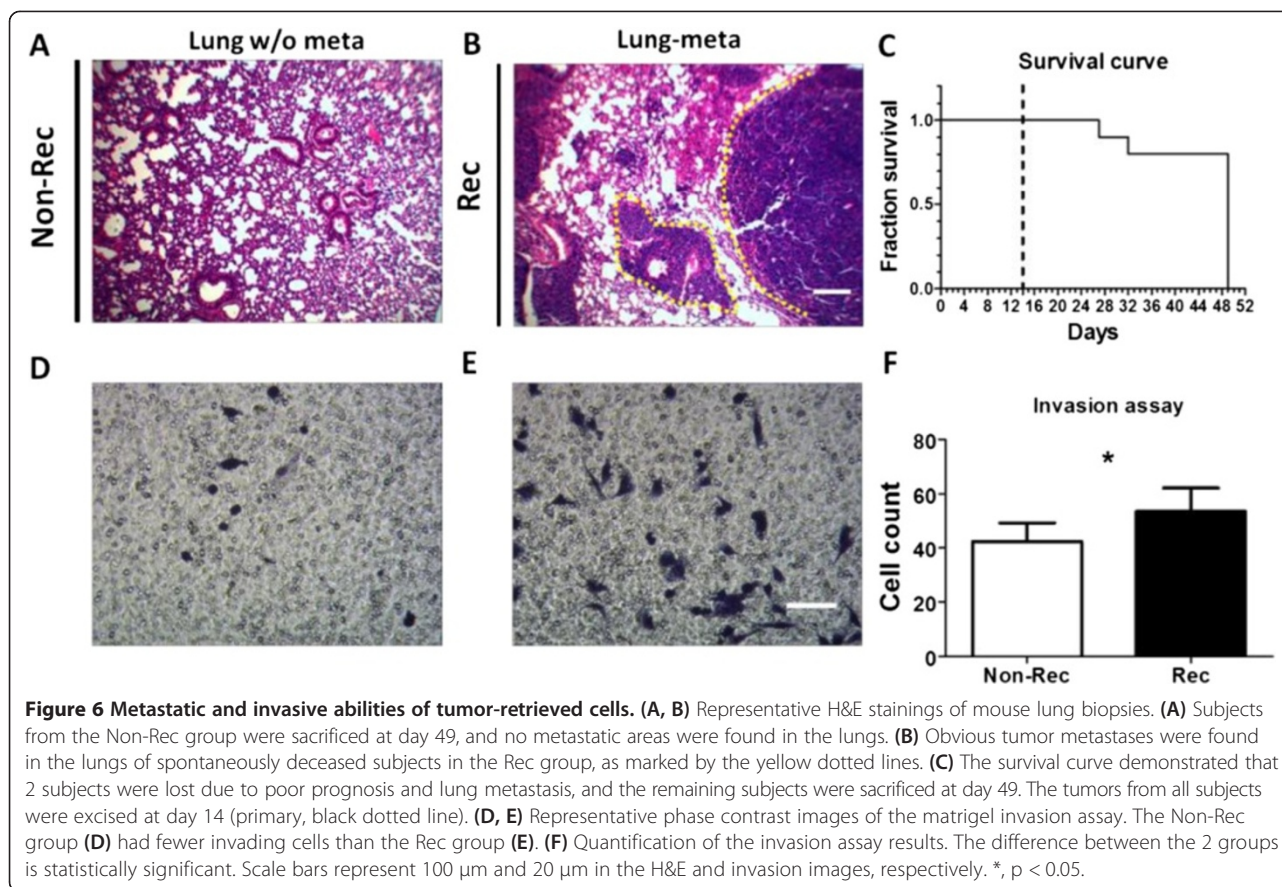 A
Lung w/o meta
Non-Rec
B
Lung-meta
Rec
C
Survival curve
Fraction survival
1.0
0.5
0.0
0 4 8 12 16 20 24 28 32 36 40 44 48 52
Days
D
E
F
Invasion assay
Cell count
80
60
40
20
0
*
Non-Rec
Rec
Figure 6 Metastatic and invasive abilities of tumor-retrieved cells. (A, B) Representative H&E stainings of mouse lung biopsies. (A) Subjects
from the Non-Rec group were sacrificed at day 49, and no metastatic areas were found in the lungs. (B) Obvious tumor metastases were found
in the lungs of spontaneously deceased subjects in the Rec group, as marked by the yellow dotted lines. (C) The survival curve demonstrated that
2 subjects were lost due to poor prognosis and lung metastasis, and the remaining subjects were sacrificed at day 49. The tumors from all subjects
were excised at day 14 (primary, black dotted line). (D, E) Representative phase contrast images of the matrigel invasion assay. The Non-Rec
group (D) had fewer invading cells than the Rec group (E). (F) Quantification of the invasion assay results. The difference between the 2 groups
is statistically significant. Scale bars represent 100 μm and 20 μm in the H&E and invasion images, respectively. *, p < 0.05.